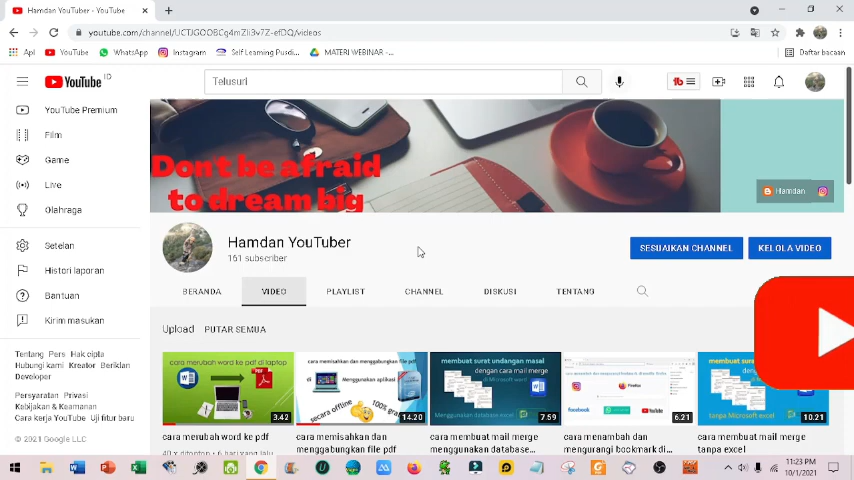 Hamdan YouTuber - YouTube
youtube.com/channel/UCTJGOOBCg4mZli3v7Z-efDQ/videos
Apl YouTube WhatsApp Instagram Self Learning Pusdi... MATERI WEBINAR -... Daftar bacaan
YouTube ID
Telusuri
YouTube Premium
Film
Game
Live
Olahraga
Setelan
Histori laporan
Bantuan
Kirim masukan
Tentang Pers Hak cipta
Hubungi kami Kreator Beriklan
Developer
Persyaratan Privasi
Kebijakan & Keamanan
Cara kerja YouTube Uji fitur baru
© 2021 Google LLC
Don't be afraid
to dream big
Hamdan
Hamdan YouTuber
161 subscriber
SESUAIKAN CHANNEL
KELOLA VIDEO
BERANDA VIDEO PLAYLIST CHANNEL DISKUSI TENTANG
Upload PUTAR SEMUA
cara merubah word ke pdf di laptop
PDF
3.42
cara memisahkan dan menggabungkan file pdf
Menggunakan aplikasi
secara offline
14.20
membuat surat undangan masal
dengan cara mail merge
di Microsoft word
Menggunakan database excel
7.59
Firefox
facebook
YouTube
6.21
membuat surat undangan masal
tanpa Microsoft excel
10.21
cara merubah word ke pdf
cara memisahkan dan
menggabungkan file pdf
cara membuat mail merge
menggunakan database...
cara menambah dan
mengurangi bookmark di...
cara membuat mail merge
tanpa excel
11:23 PM
10/1/2021